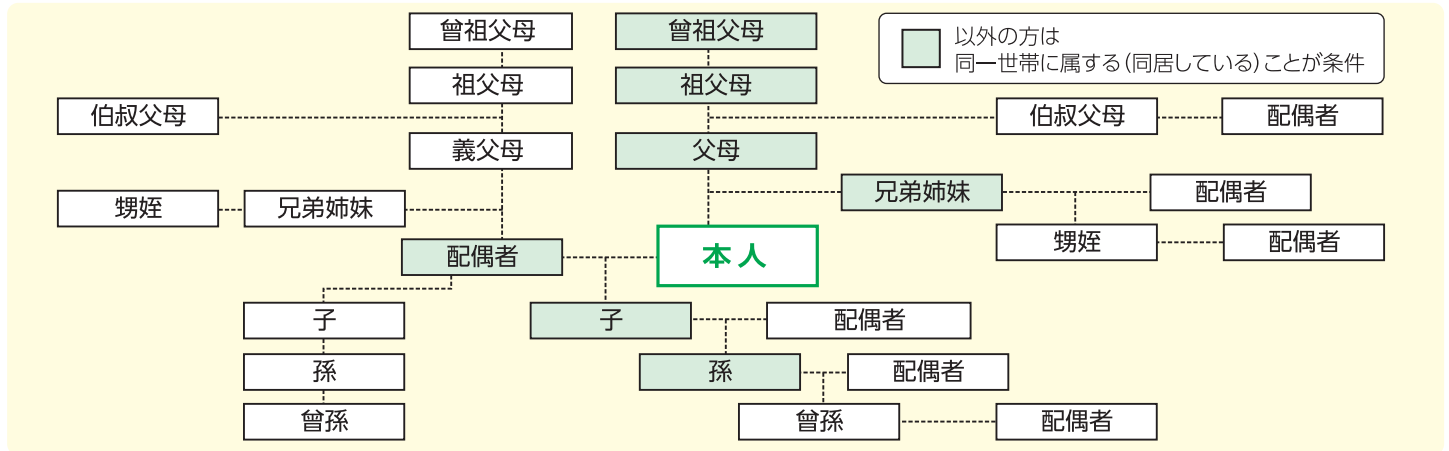 曾祖父母
曾祖父母
以外の方は
同一世帯に属する（同居している）ことが条件
祖父母
祖父母
伯叔父母
伯叔父母
配偶者
義父母
父母
兄弟姉妹
配偶者
甥姪
兄弟姉妹
甥姪
配偶者
配偶者
本人
子
子
配偶者
孫
孫
配偶者
曾孫
曾孫
配偶者